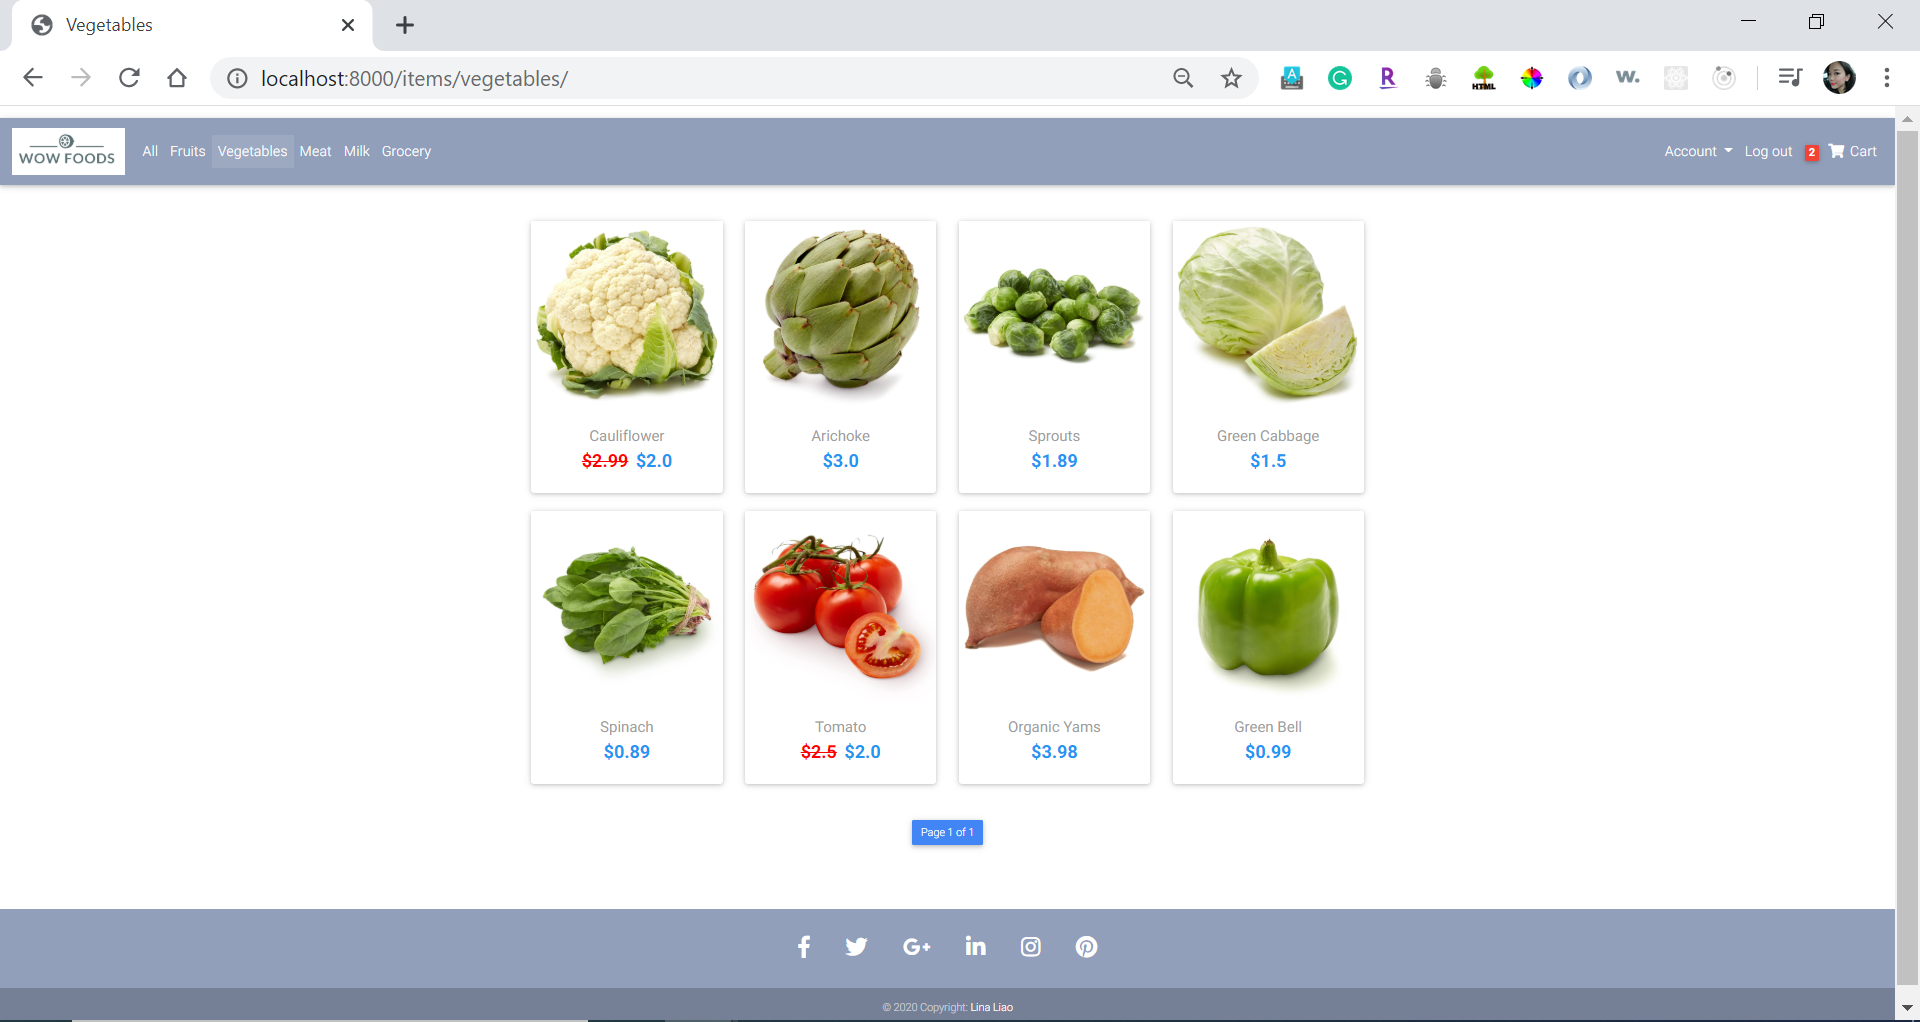 Vegetables
localhost:8000/items/vegetables/
A
G
R
HTML
w.
WOW FOODS
All Fruits Vegetables Meat Milk Grocery
Account Log out 2 Cart
Cauliflower
$2.99 $2.0
Arichoke
$3.0
Sprouts
$1.89
Green Cabbage
$1.5
Spinach
$0.89
Tomato
$2.5 $2.0
Organic Yams
$3.98
Green Bell
$0.99
Page 1 of 1
G+ in
© 2020 Copyright: Lina Liao